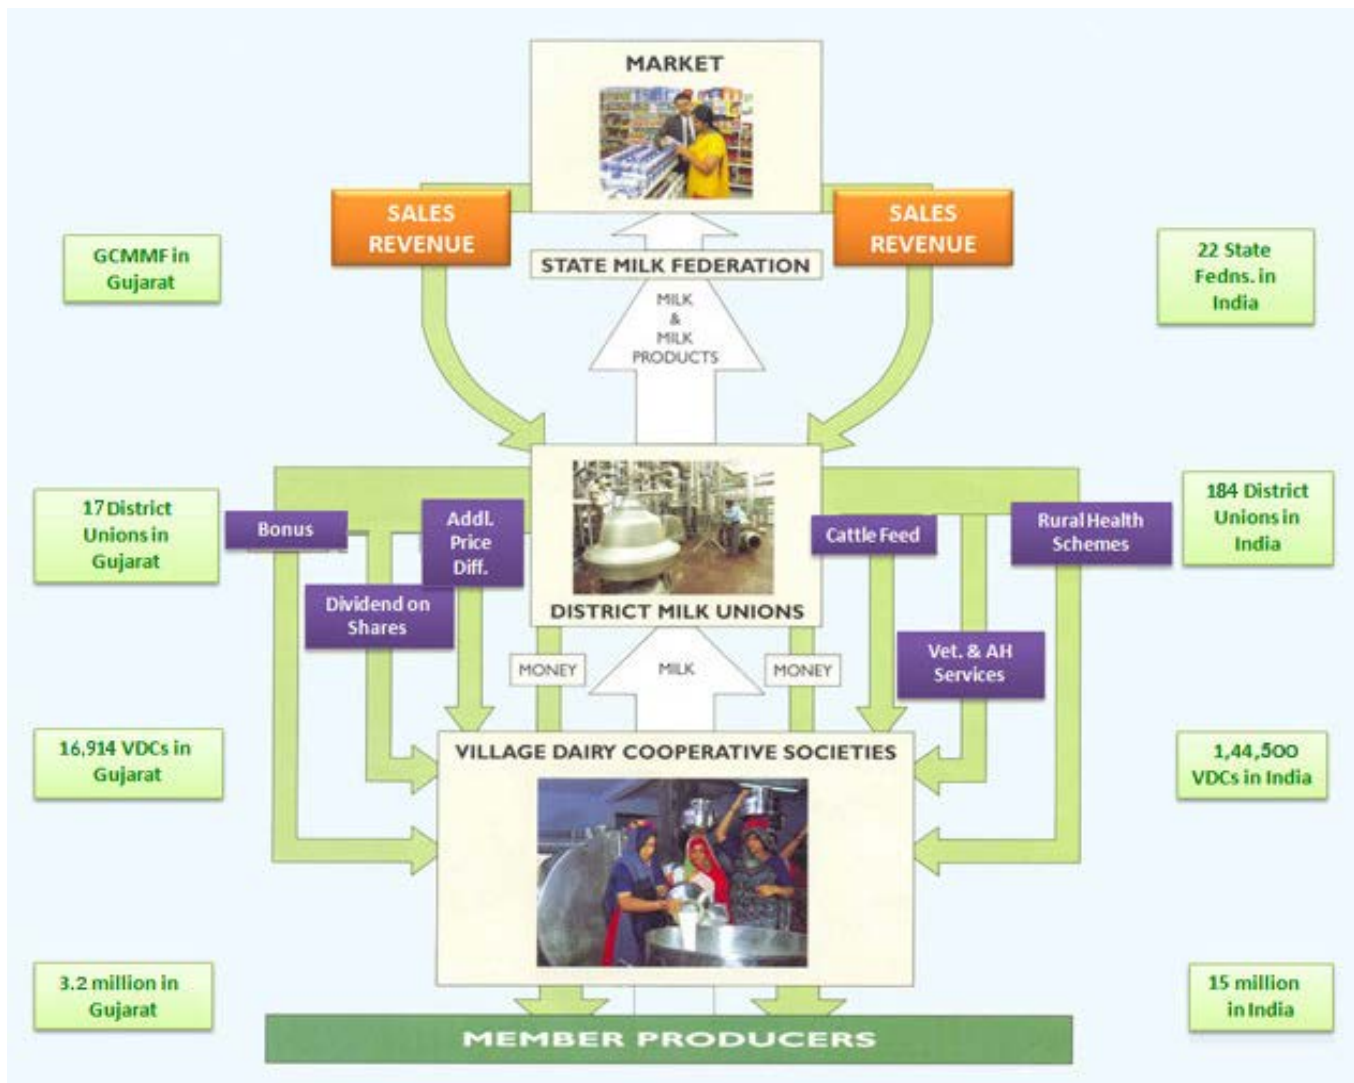 MARKET
SALES
REVENUE
SALES
REVENUE
GCMMF in
Gujarat
STATE MILK FEDERATION
22 State
Fedns. in
India
MILK
&
MILK
PRODUCTS
17 District
Unions in
Gujarat
Bonus
Addl.
Price
Diff.
Dividend on
Shares
DISTRICT MILK UNIONS
Cattle Feed
Rural Health
Schemes
Vet. & AH
Services
184 District
Unions in
India
MONEY
MILK
MONEY
16,914 VDCs in
Gujarat
VILLAGE DAIRY COOPERATIVE SOCIETIES
1,44,500
VDCs in India
3.2 million in
Gujarat
15 million
in India
MEMBER PRODUCERS